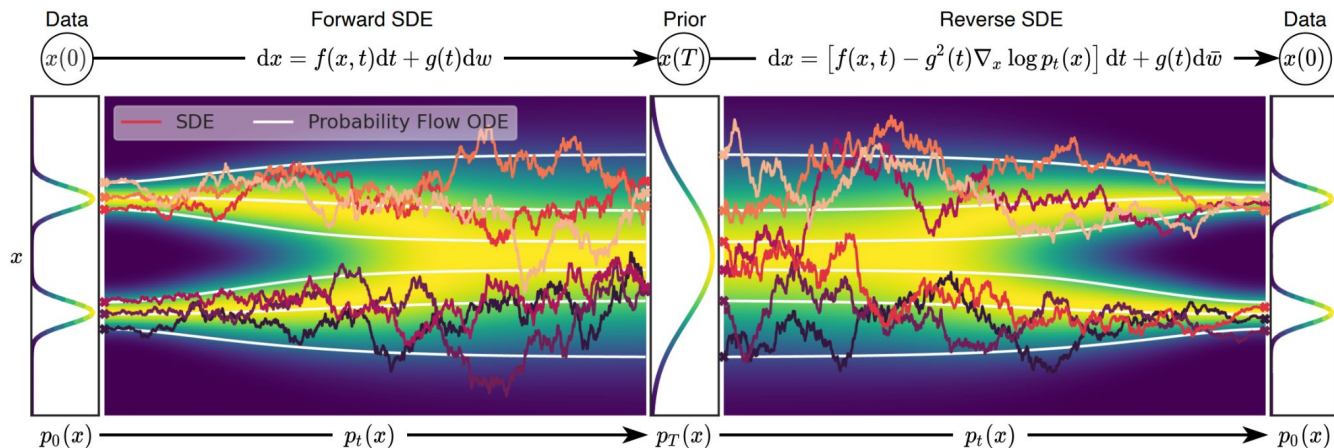 Data Forward SDE Prior Reverse SDE Data
x(0) dx = f(x, t)dt + g(t)dw x(T) dx = [f(x, t) − g²(t)∇ₓ log pₜ(x)] dt + g(t)dw̄ x(0)
SDE Probability Flow ODE
x
p₀(x) pₜ(x) p_T(x) pₜ(x) p₀(x)